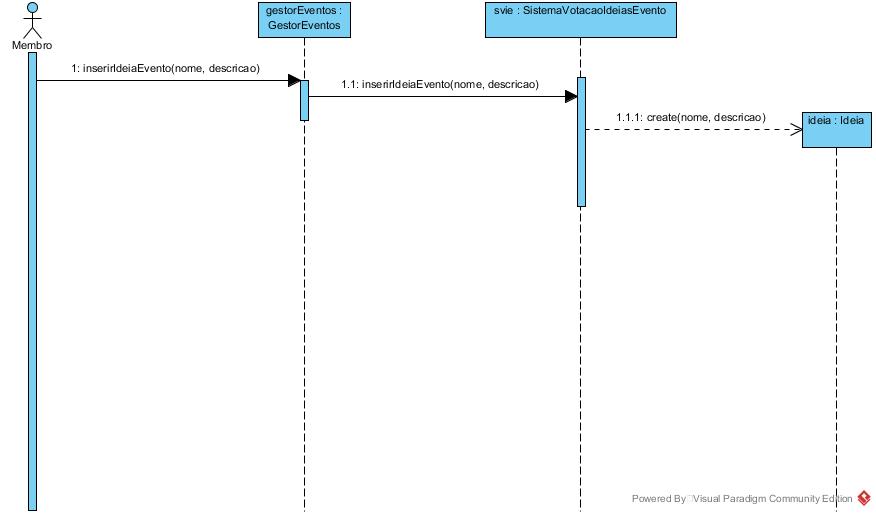 gestorEventos :
GestorEventos
svie : SistemaVotacaoIdeiasEvento
Membro
1: inserirIdeiaEvento(nome, descricao)
1.1: inserirIdeiaEvento(nome, descricao)
1.1.1: create(nome, descricao)
ideia : Ideia
Powered By Visual Paradigm Community Edition